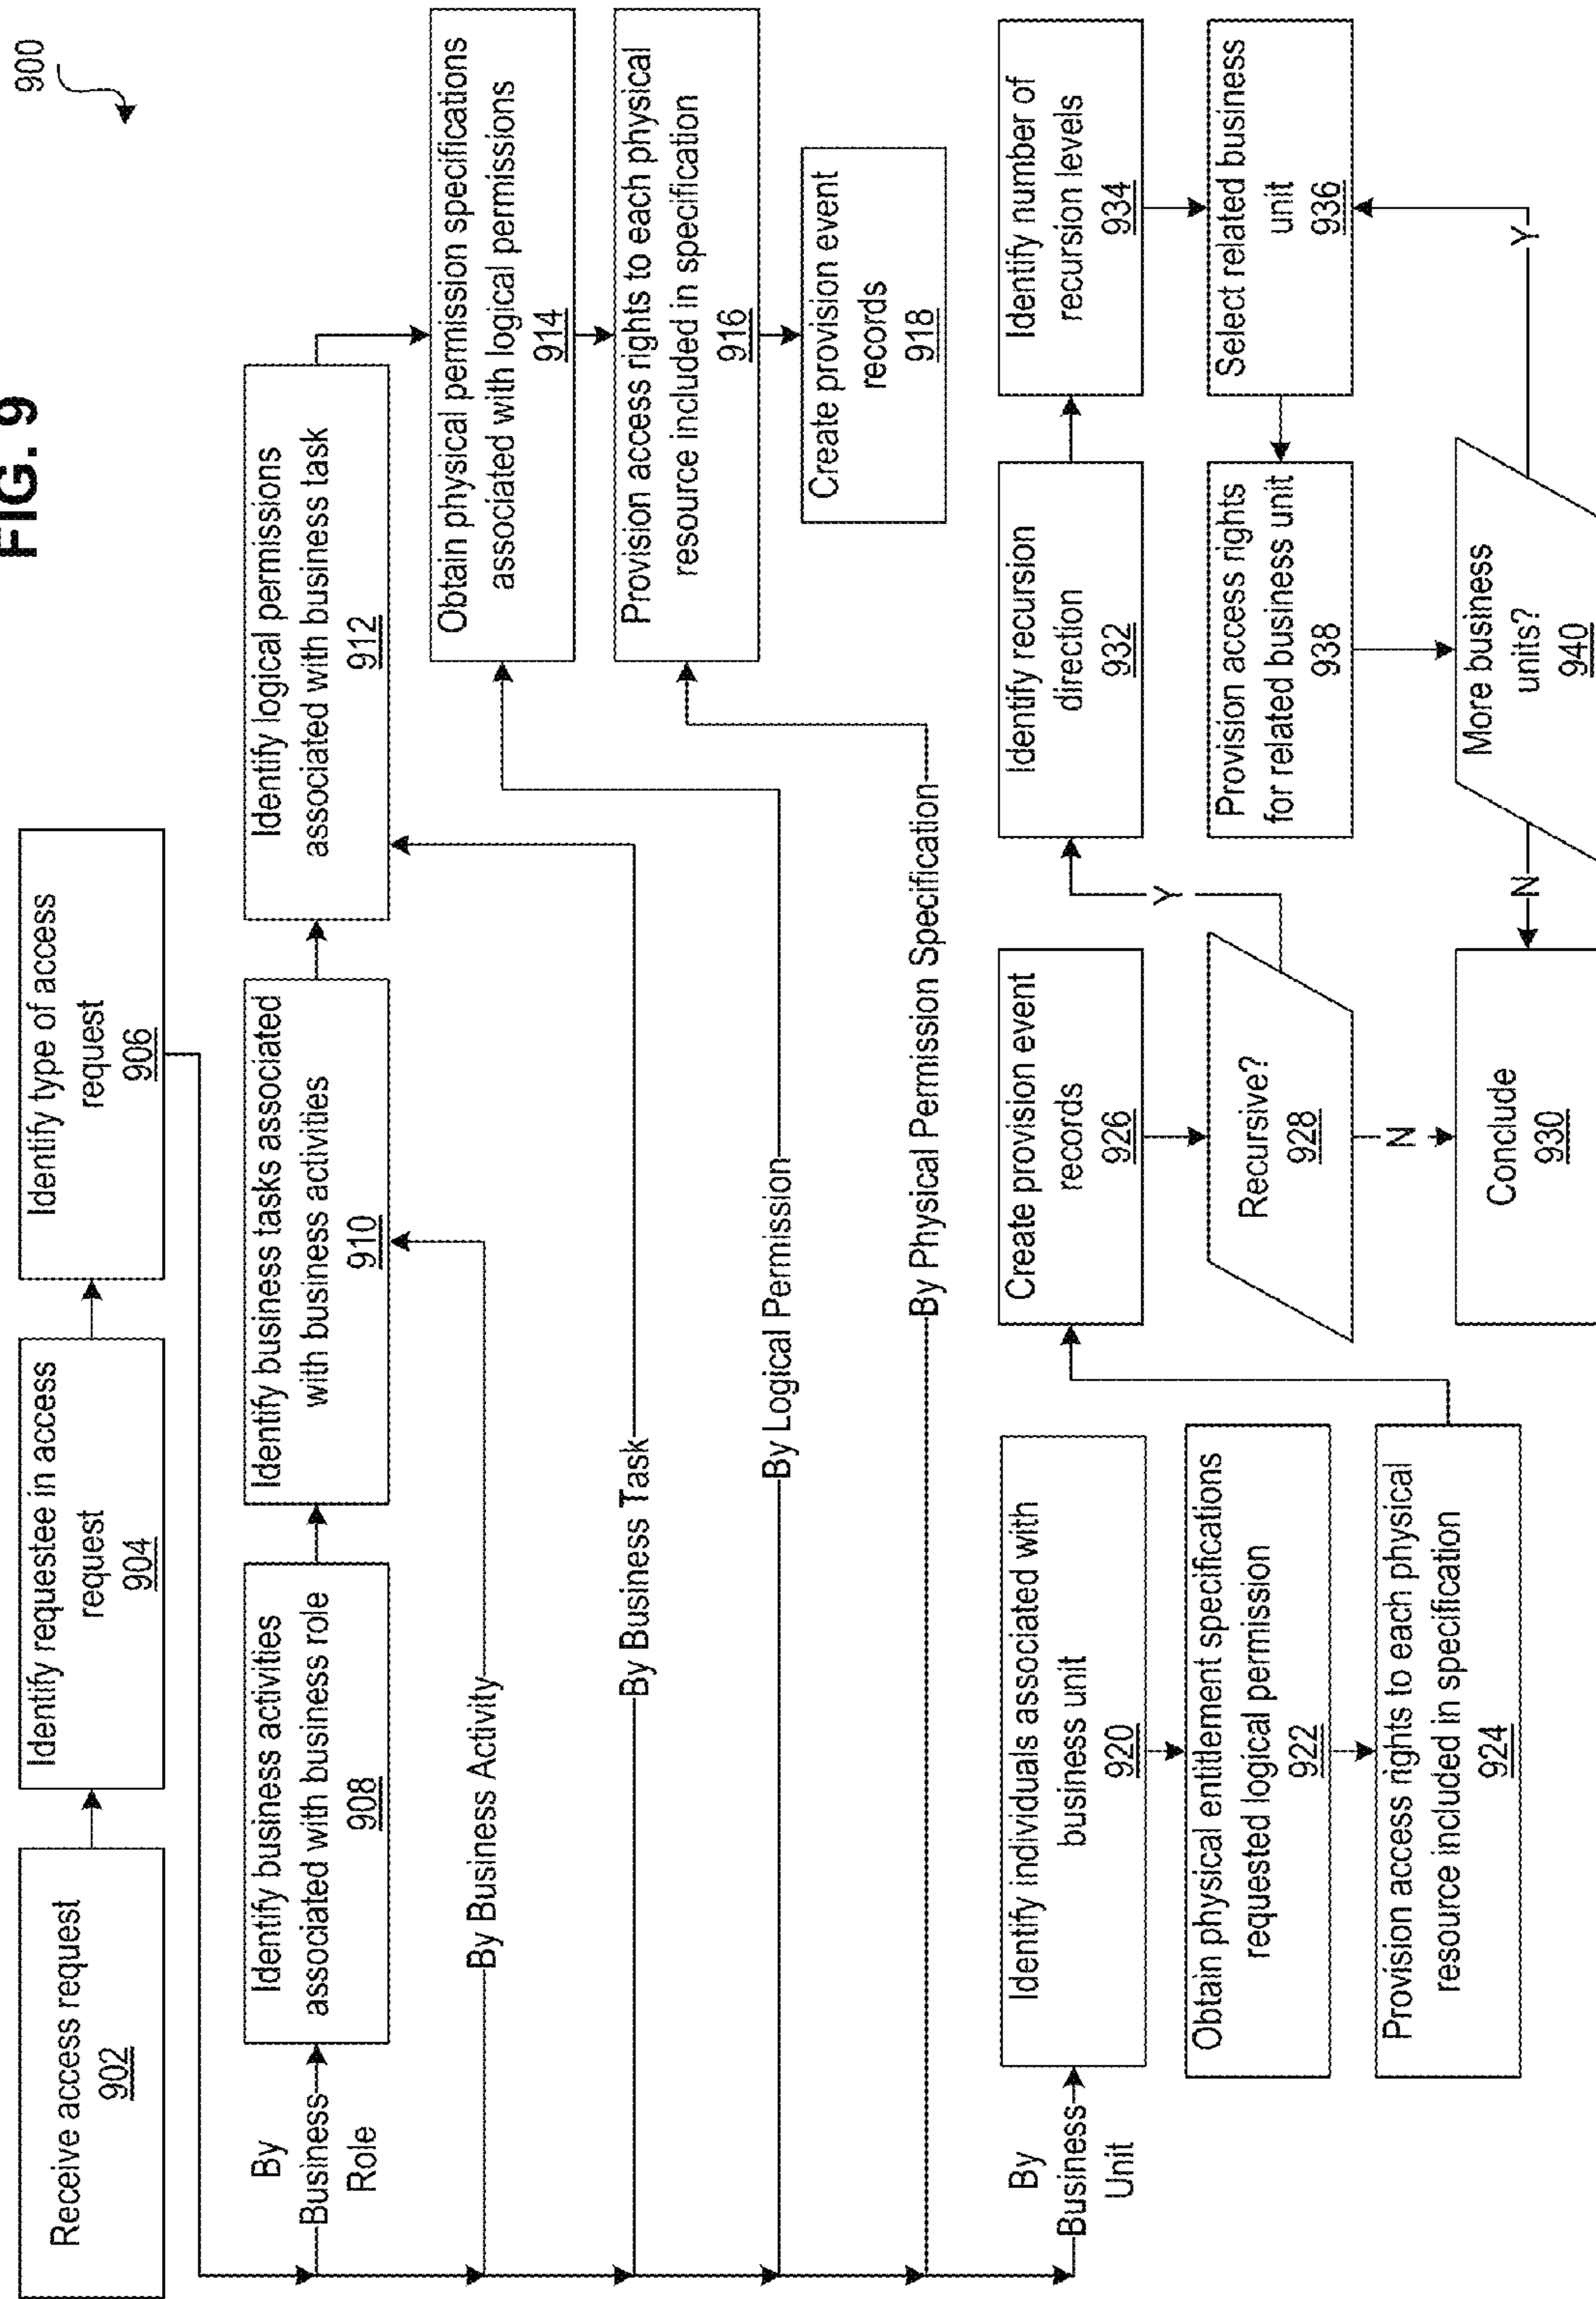 FIG. 9
900
Receive access request
902
Identify requestee in access
request
904
Identify type of access
request
906
By
Business
Role
Identify business activities
associated with business role
908
Identify business tasks associated
with business activities
910
Identify logical permissions
associated with business task
912
By Business Activity
By Business Task
By Logical Permission
By Physical Permission Specification
Obtain physical permission specifications
associated with logical permissions
914
Provision access rights to each physical
resource included in specification
916
Create provision event
records
918
By
Business
Unit
Identify individuals associated with
business unit
920
Obtain physical entitlement specifications
requested logical permission
922
Provision access rights to each physical
resource included in specification
924
Create provision event
records
926
Recursive?
928
Y
N
Conclude
930
Identify recursion
direction
932
Identify number of
recursion levels
934
Select related business
unit
936
Provision access rights
for related business unit
938
More business
units?
940
Y
N